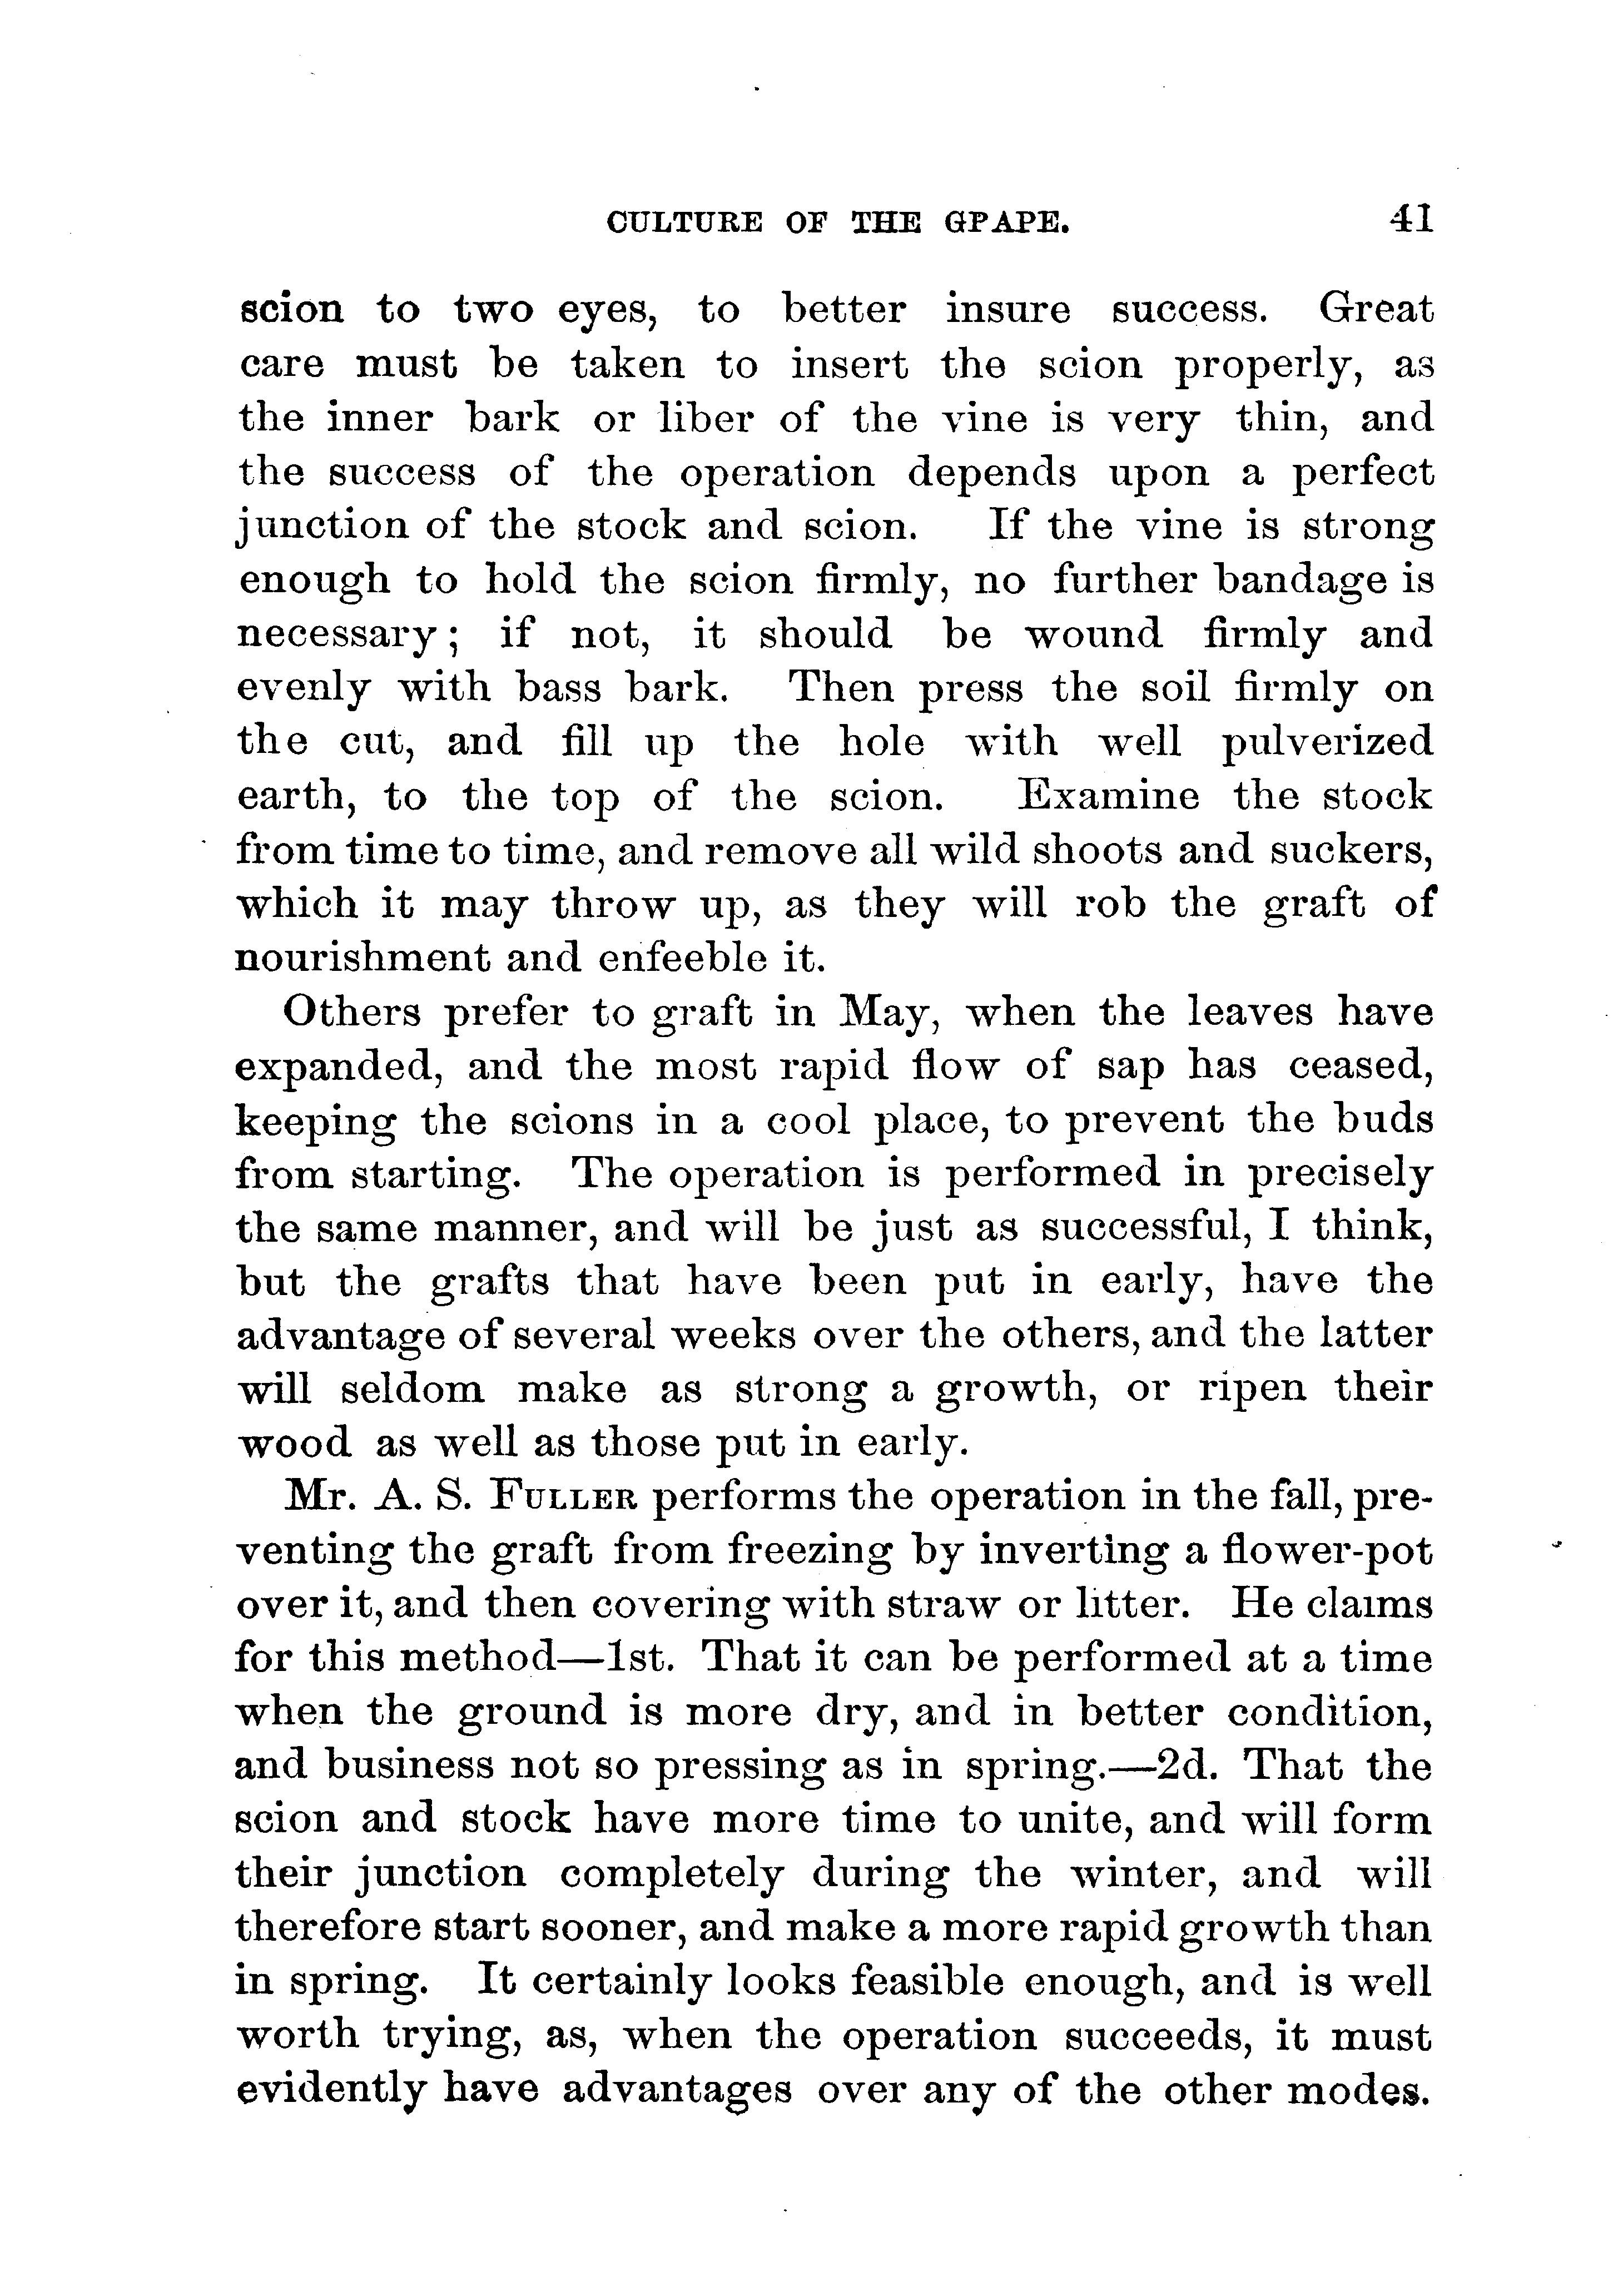 CULTURE OF THE GPAPE. 41
scion to two eyes, to better insure success. Great
care must be taken to insert the scion properly, as
the inner bark or liber of the vine is very thin, and
the success of the operation depends upon a perfect
junction of the stock and scion. If the vine is strong
enough to hold the scion firmly, no further bandage is
necessary; if not, it should be wound firmly and
evenly with bass bark. Then press the soil firmly on
the cut, and fill up the hole with well pulverized
earth, to the top of the scion. Examine the stock
from time to time, and remove all wild shoots and suckers,
which it may throw up, as they will rob the graft of
nourishment and enfeeble it.
Others prefer to graft in May, when the leaves have
expanded, and the most rapid flow of sap has ceased,
keeping the scions in a cool place, to prevent the buds
from starting. The operation is performed in precisely
the same manner, and will be just as successful, I think,
but the grafts that have been put in early, have the
advantage of several weeks over the others, and the latter
will seldom make as strong a growth, or ripen their
wood as well as those put in early.
Mr. A. S. FULLER performs the operation in the fall, pre-
venting the graft from freezing by inverting a flower-pot
over it, and then covering with straw or litter. He claims
for this method—1st. That it can be performed at a time
when the ground is more dry, and in better condition,
and business not so pressing as in spring.—2d. That the
scion and stock have more time to unite, and will form
their junction completely during the winter, and will
therefore start sooner, and make a more rapid growth than
in spring. It certainly looks feasible enough, and is well
worth trying, as, when the operation succeeds, it must
evidently have advantages over any of the other modes.